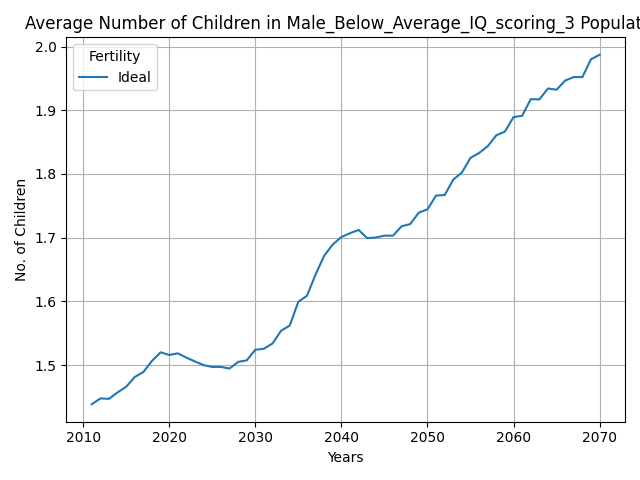 Average Number of Children in Male_Below_Average_IQ_scoring_3 Populat
Fertility
Ideal
No. of Children
2.0
1.9
1.8
1.7
1.6
1.5
2010 2020 2030 2040 2050 2060 2070
Years